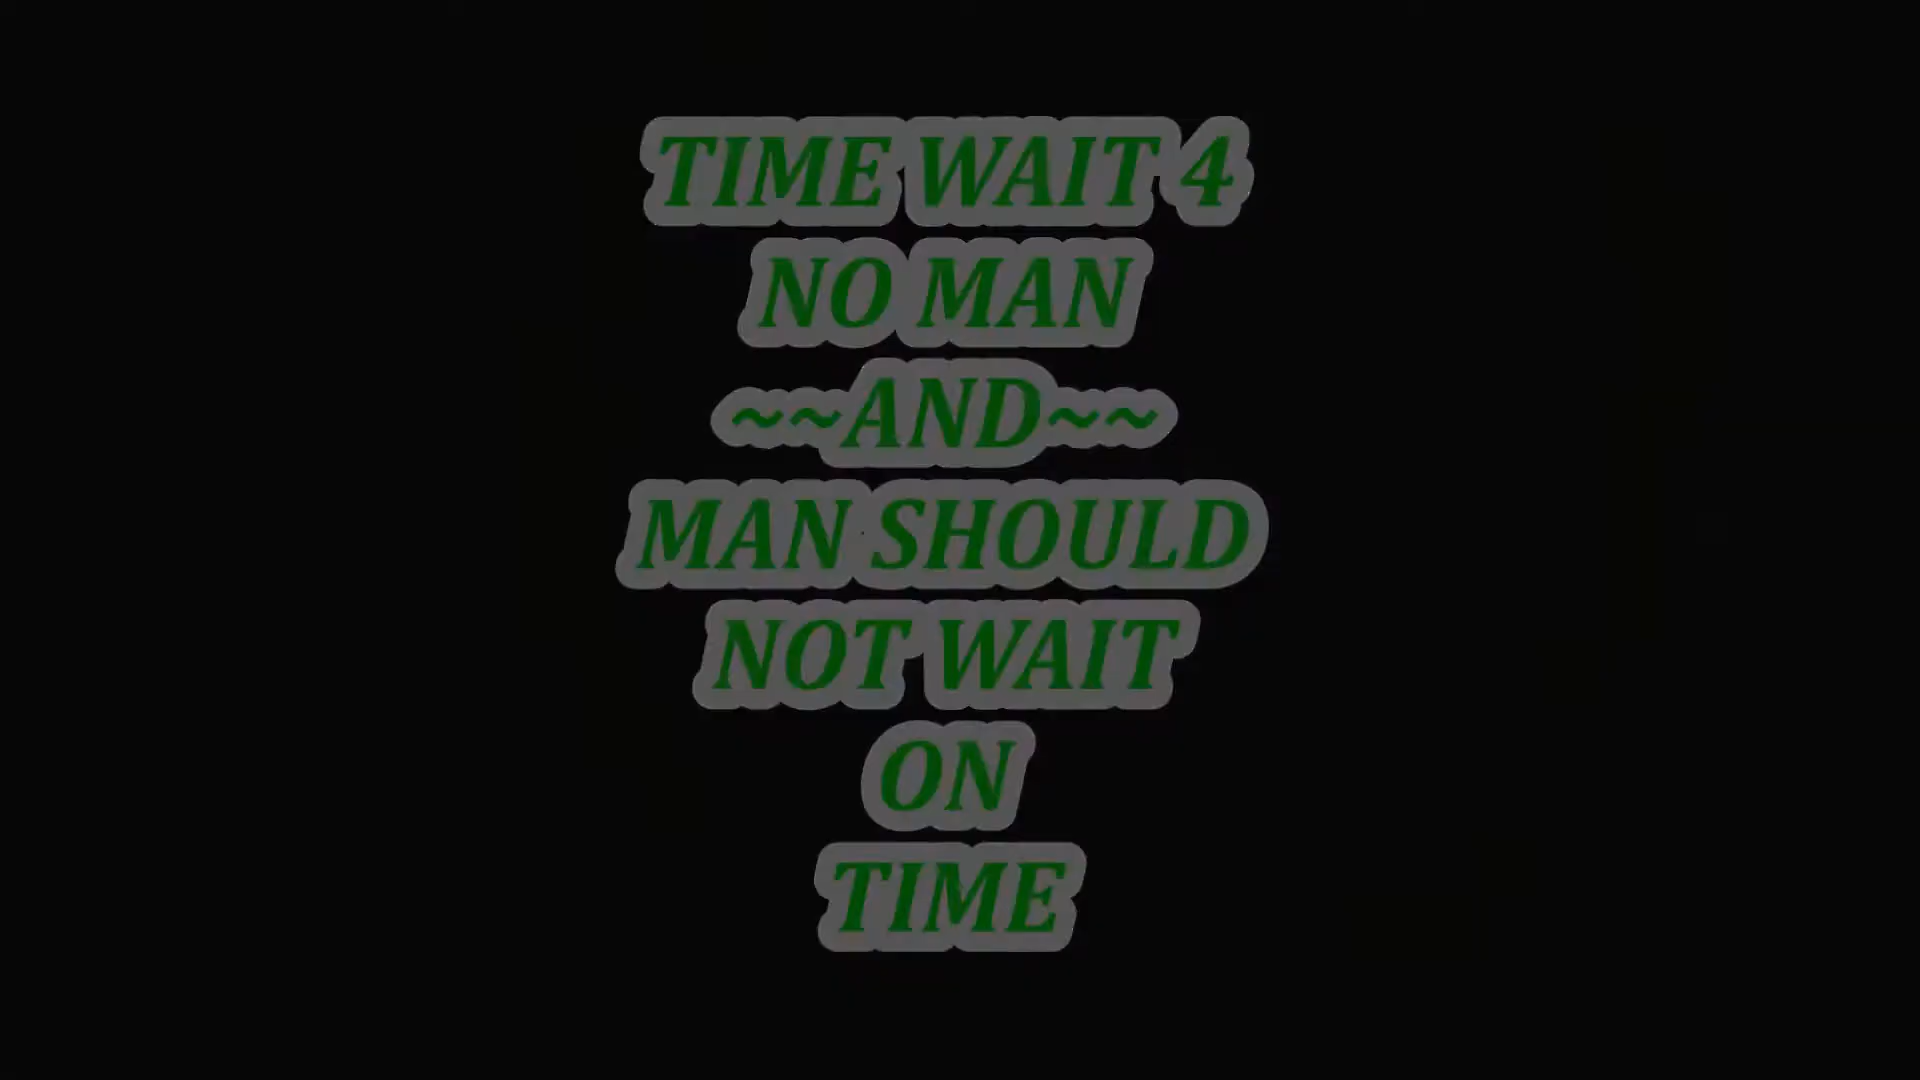 TIME WAIT 4
NO MAN
~~AND~~
MAN SHOULD
NOT WAIT
ON
TIME